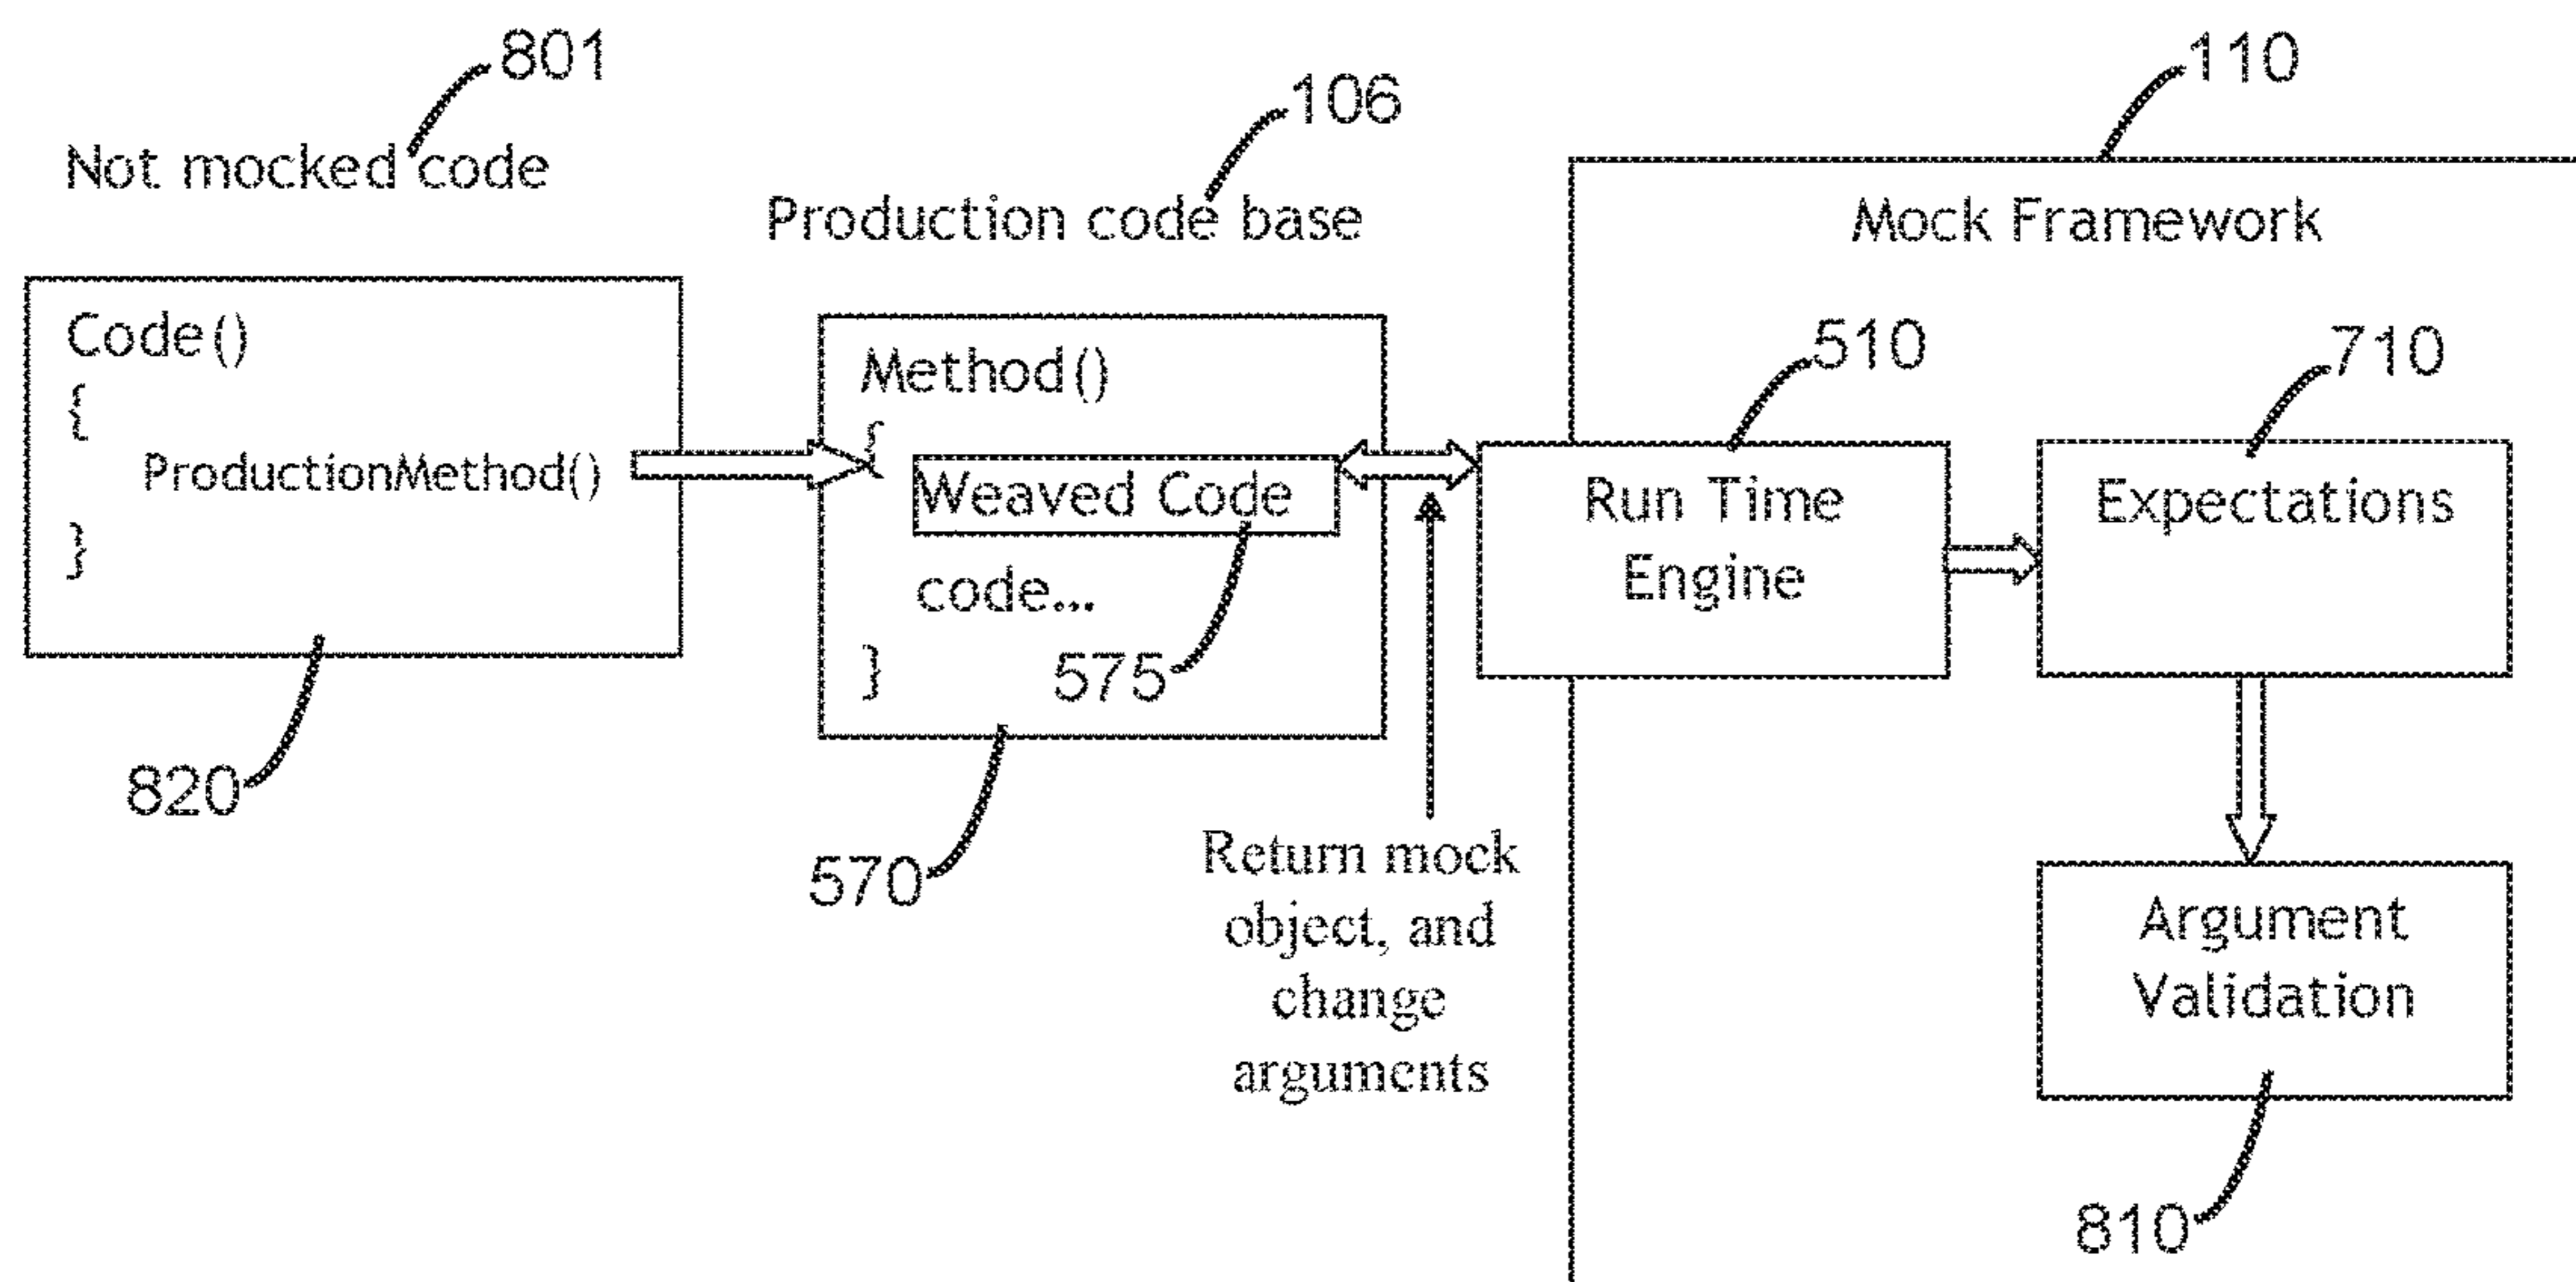 801
Not mocked code
Code()
{
ProductionMethod()
}
820
106
Production code base
Method()
{
Weaved Code
code...
}
575
570
Return mock
object, and
change
arguments
110
Mock Framework
510
Run Time
Engine
710
Expectations
Argument
Validation
810